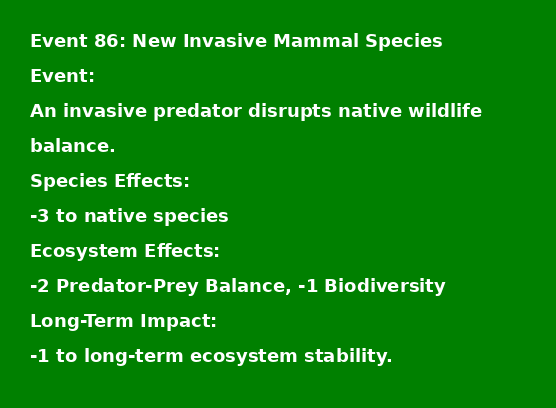 Event 86: New Invasive Mammal Species
Event:
An invasive predator disrupts native wildlife
balance.
Species Effects:
-3 to native species
Ecosystem Effects:
-2 Predator-Prey Balance, -1 Biodiversity
Long-Term Impact:
-1 to long-term ecosystem stability.